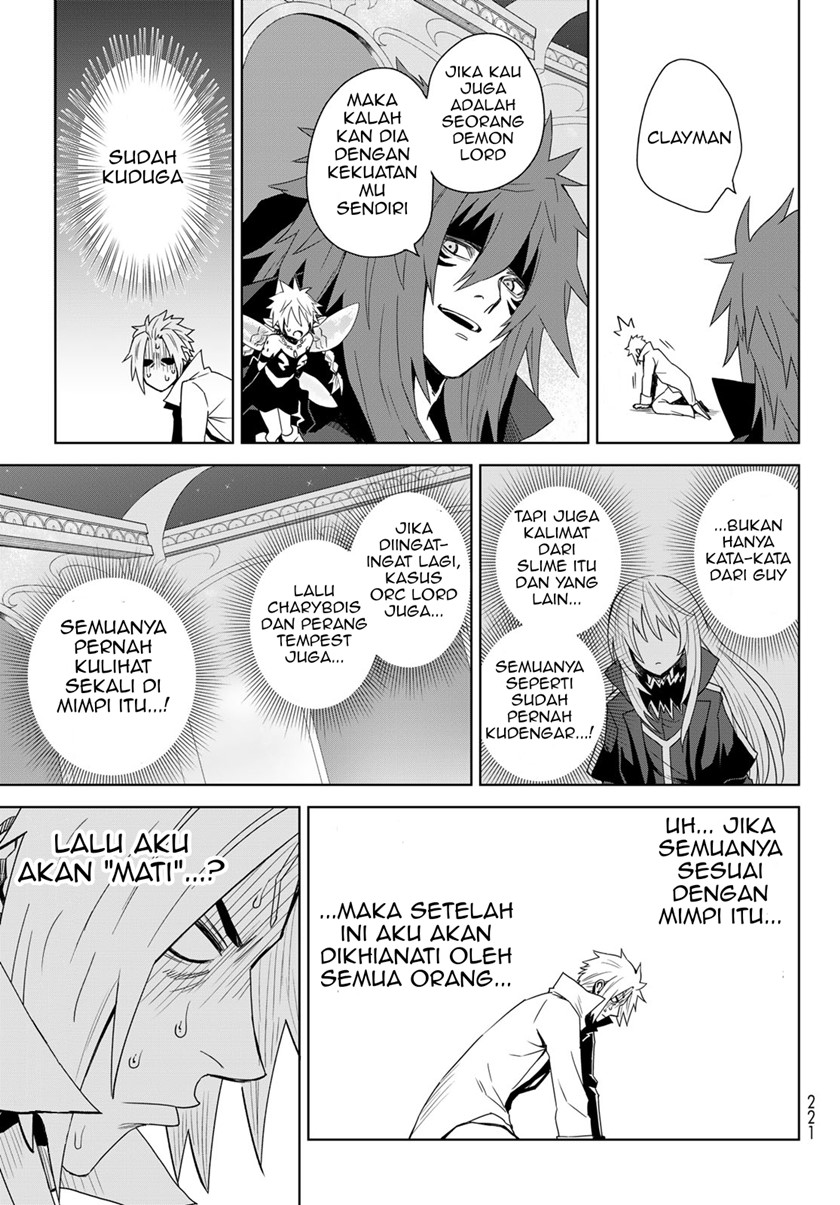 CLAYMAN
JIKA KAU
JUGA
ADALAH
SEORANG
DEMON
LORD
MAKA
KALAH
KAN DIA
DENGAN
KEKUATAN
MU
SENDIRI
SUDAH
KUDUGA
...BUKAN
HANYA
KATA-KATA
DARI GUY
TAPI JUGA
KALIMAT
DARI
SLIME ITU
DAN YANG
LAIN...
SEMUANYA
SEPERTI
SUDAH
PERNAH
KUDENGAR...!
JIKA
DIINGAT-
INGAT LAGI,
KASUS
ORC LORD
JUGA...
LALU
CHARYBDIS
DAN PERANG
TEMPEST
JUGA...
SEMUANYA
PERNAH
KULIHAT
SEKALI DI
MIMPI ITU...!
UH... JIKA
SEMUANYA
SESUAI
DENGAN
MIMPI ITU...
...MAKA SETELAH
INI AKU AKAN
DIKHIANATI OLEH
SEMUA ORANG...
LALU AKU
AKAN "MATI"...?
221